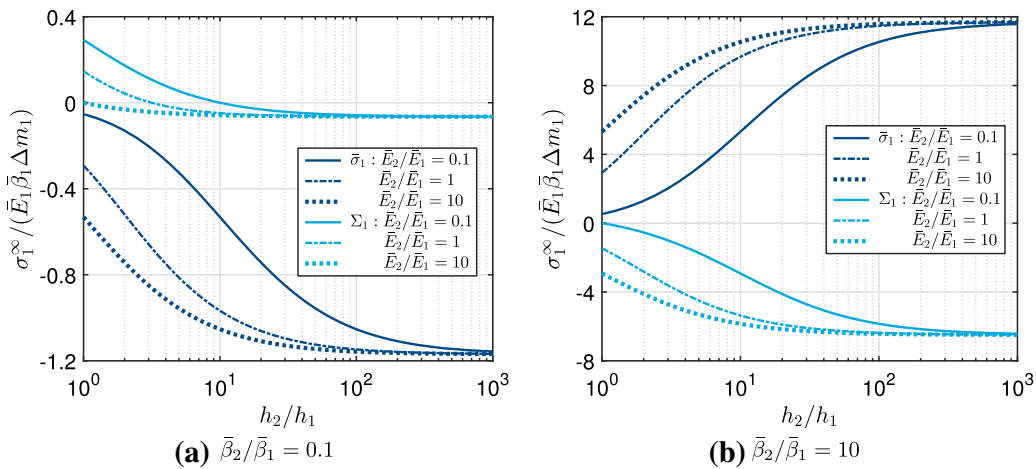 0.4
0
-0.4
-0.8
-1.2
σ₁^∞/(Ē₁β̄₁Δm₁)
σ̄₁ : Ē₂/Ē₁ = 0.1
Ē₂/Ē₁ = 1
Ē₂/Ē₁ = 10
Σ₁ : Ē₂/Ē₁ = 0.1
Ē₂/Ē₁ = 1
Ē₂/Ē₁ = 10
10⁰ 10¹ 10² 10³
h₂/h₁
(a) β̄₂/β̄₁ = 0.1
12
8
4
0
-4
-8
σ₁^∞/(Ē₁β̄₁Δm₁)
σ̄₁ : Ē₂/Ē₁ = 0.1
Ē₂/Ē₁ = 1
Ē₂/Ē₁ = 10
Σ₁ : Ē₂/Ē₁ = 0.1
Ē₂/Ē₁ = 1
Ē₂/Ē₁ = 10
10⁰ 10¹ 10² 10³
h₂/h₁
(b) β̄₂/β̄₁ = 10